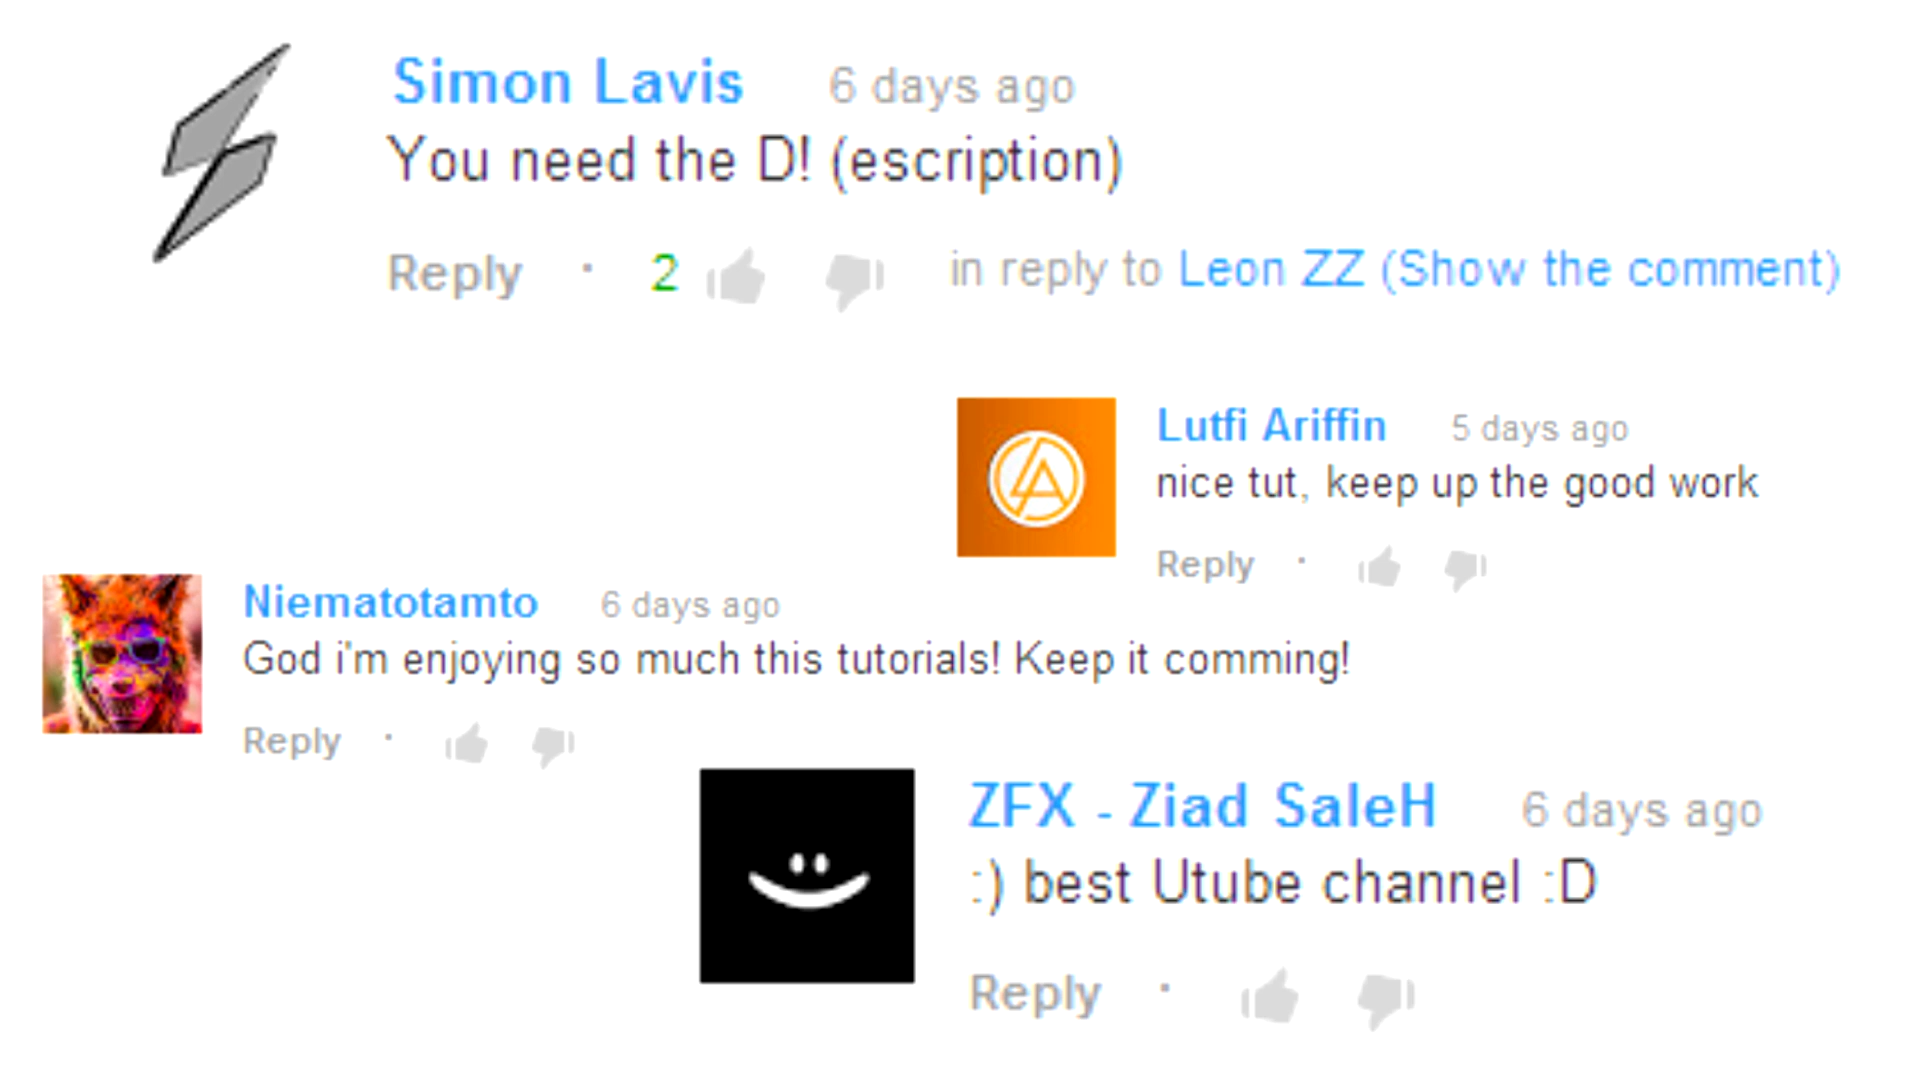 Simon Lavis 6 days ago
You need the D! (escription)
Reply · 2 in reply to Leon ZZ (Show the comment)
Lutfi Ariffin 5 days ago
nice tut, keep up the good work
Reply ·
Niematotamto 6 days ago
God i'm enjoying so much this tutorials! Keep it comming!
Reply ·
ZFX - Ziad SaleH 6 days ago
:) best Utube channel :D
Reply ·